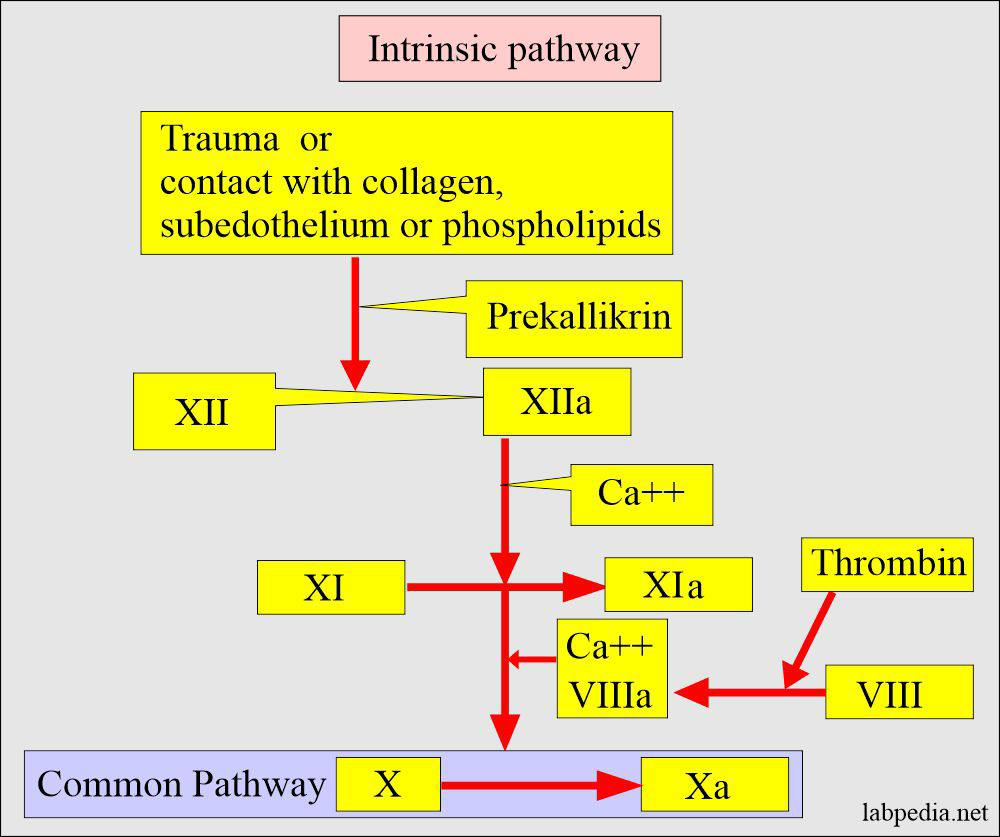 Intrinsic pathway
Trauma or
contact with collagen,
subedothelium or phospholipids
Prekallikrin
XII
XIIa
Ca++
XI
XIa
Thrombin
Ca++
VIIIa
VIII
Common Pathway
X
Xa
labpedia.net